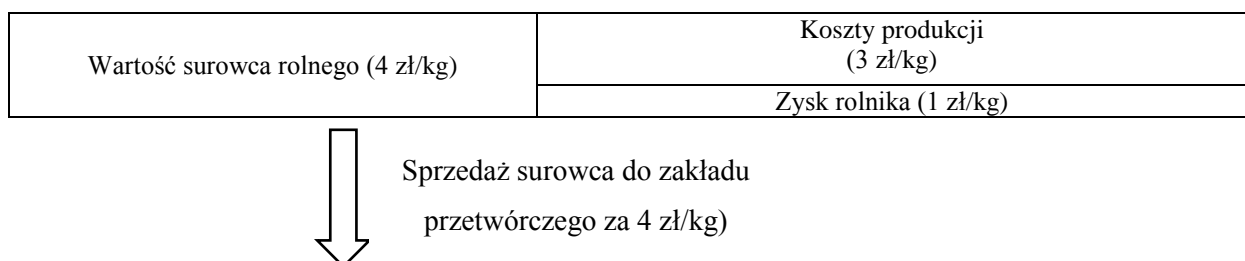 Wartość surowca rolnego (4 zł/kg)
Koszty produkcji
(3 zł/kg)
Zysk rolnika (1 zł/kg)
Sprzedaż surowca do zakładu
przetwórczego za 4 zł/kg)